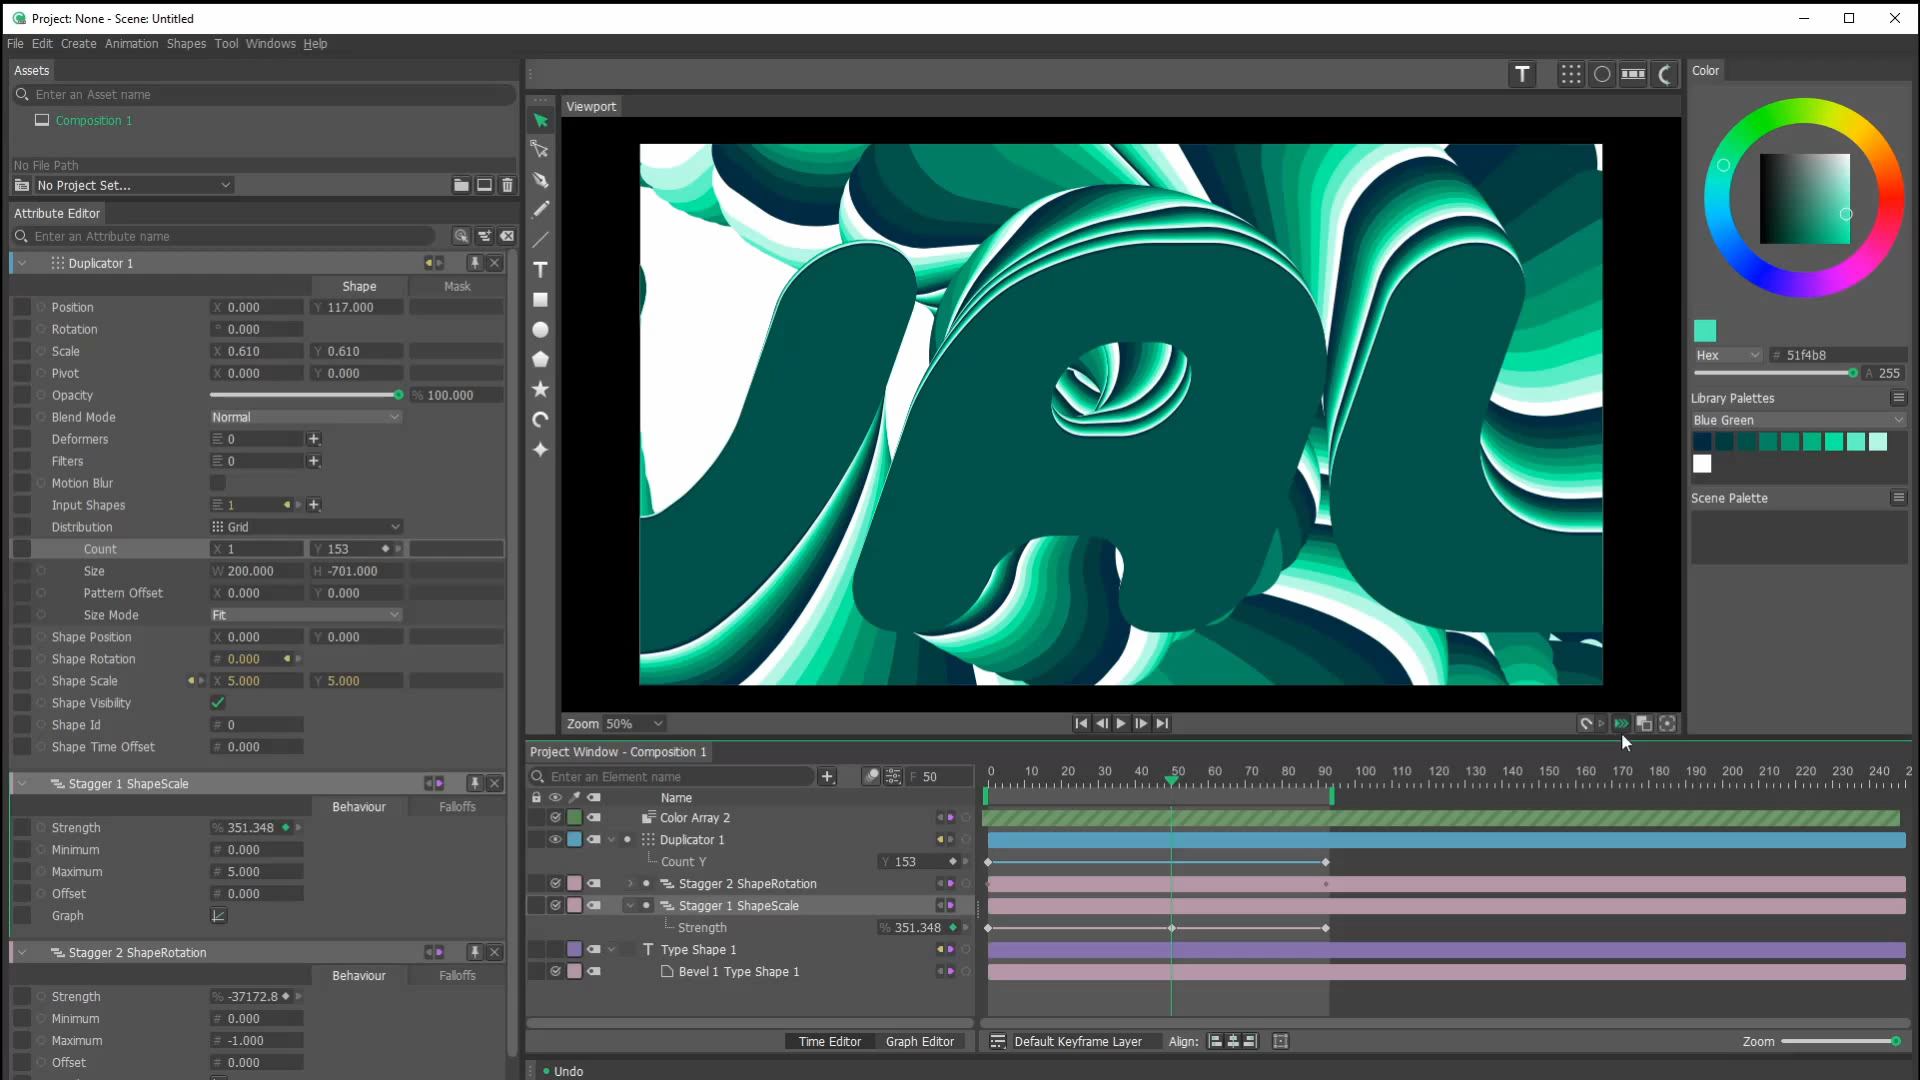 Project: None - Scene: Untitled
File Edit Create Animation Shapes Tool Windows Help
Assets
Enter an Asset name
Composition 1
No File Path
No Project Set...
Attribute Editor
Enter an Attribute name
Duplicator 1
Shape Mask
Position X 0.000 Y 117.000
Rotation ° 0.000
Scale X 0.610 Y 0.610
Pivot X 0.000 Y 0.000
Opacity % 100.000
Blend Mode Normal
Deformers 0
Filters 0
Motion Blur
Input Shapes 1
Distribution Grid
Count X 1 Y 153
Size W 200.000 H -701.000
Pattern Offset X 0.000 Y 0.000
Size Mode Fit
Shape Position X 0.000 Y 0.000
Shape Rotation # 0.000
Shape Scale X 5.000 Y 5.000
Shape Visibility
Shape Id # 0
Shape Time Offset # 0.000
Stagger 1 ShapeScale
Behaviour Falloffs
Strength % 351.348
Minimum # 0.000
Maximum # 5.000
Offset # 0.000
Graph
Stagger 2 ShapeRotation
Behaviour Falloffs
Strength % -37172.8
Minimum # 0.000
Maximum # -1.000
Offset # 0.000
Viewport
Zoom 50%
Color
Hex # 51f4b8
A 255
Library Palettes
Blue Green
Scene Palette
Project Window - Composition 1
Enter an Element name F 50
0 10 20 30 40 50 60 70 80 90 100 110 120 130 140 150 160 170 180 190 200 210 220 230 240 2
Name
Color Array 2
Duplicator 1
Count Y Y 153
Stagger 2 ShapeRotation
Stagger 1 ShapeScale
Strength % 351.348
Type Shape 1
Bevel 1 Type Shape 1
Time Editor Graph Editor Default Keyframe Layer Align: Zoom
Undo